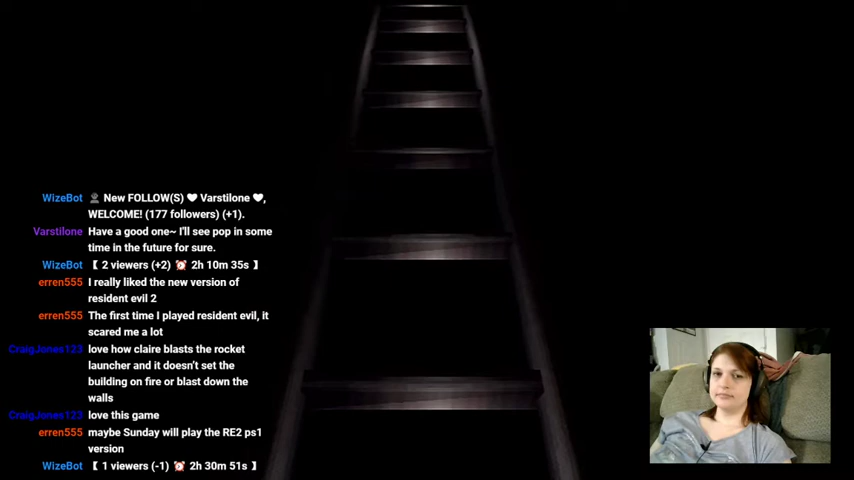 WizeBot New FOLLOW(S) ♥ Varstilone ♥,
WELCOME! (177 followers) (+1).
Varstilone Have a good one~ I'll see pop in some
time in the future for sure.
WizeBot 【 2 viewers (+2) ⏰ 2h 10m 35s 】
erren555 I really liked the new version of
resident evil 2
erren555 The first time I played resident evil, it
scared me a lot
CraigJones123 love how claire blasts the rocket
launcher and it doesn't set the
building on fire or blast down the
walls
CraigJones123 love this game
erren555 maybe Sunday will play the RE2 ps1
version
WizeBot 【 1 viewers (-1) ⏰ 2h 30m 51s 】